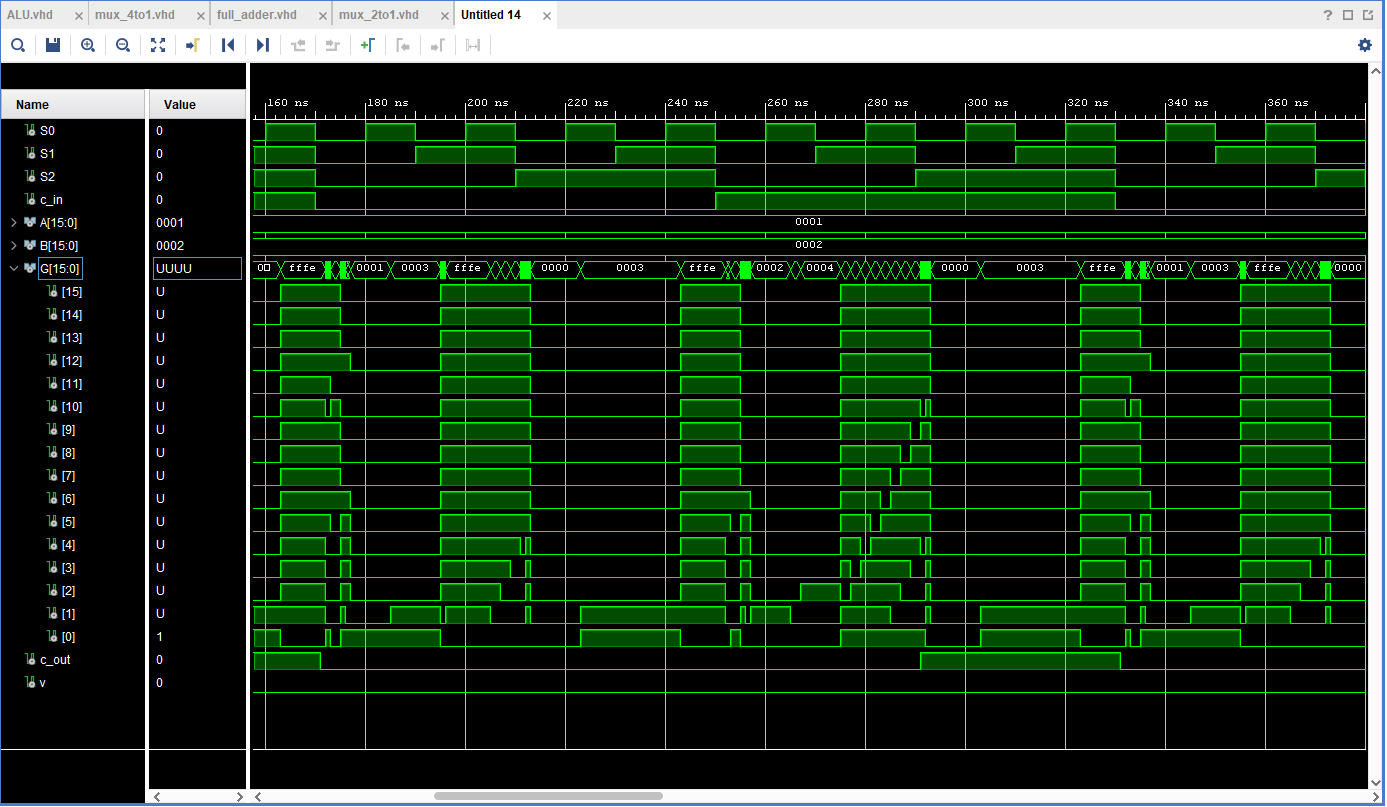 ALU.vhd mux_4to1.vhd full_adder.vhd mux_2to1.vhd Untitled 14
Name Value 160 ns 180 ns 200 ns 220 ns 240 ns 260 ns 280 ns 300 ns 320 ns 340 ns 360 ns
S0 0
S1 0
S2 0
c_in 0
A[15:0] 0001 0001
B[15:0] 0002 0002
G[15:0] UUUU fffe 0001 0003 fffe 0000 0003 fffe 0002 0004 0000 0003 fffe 0001 0003 fffe 0000
[15] U
[14] U
[13] U
[12] U
[11] U
[10] U
[9] U
[8] U
[7] U
[6] U
[5] U
[4] U
[3] U
[2] U
[1] U
[0] 1
c_out 0
v 0